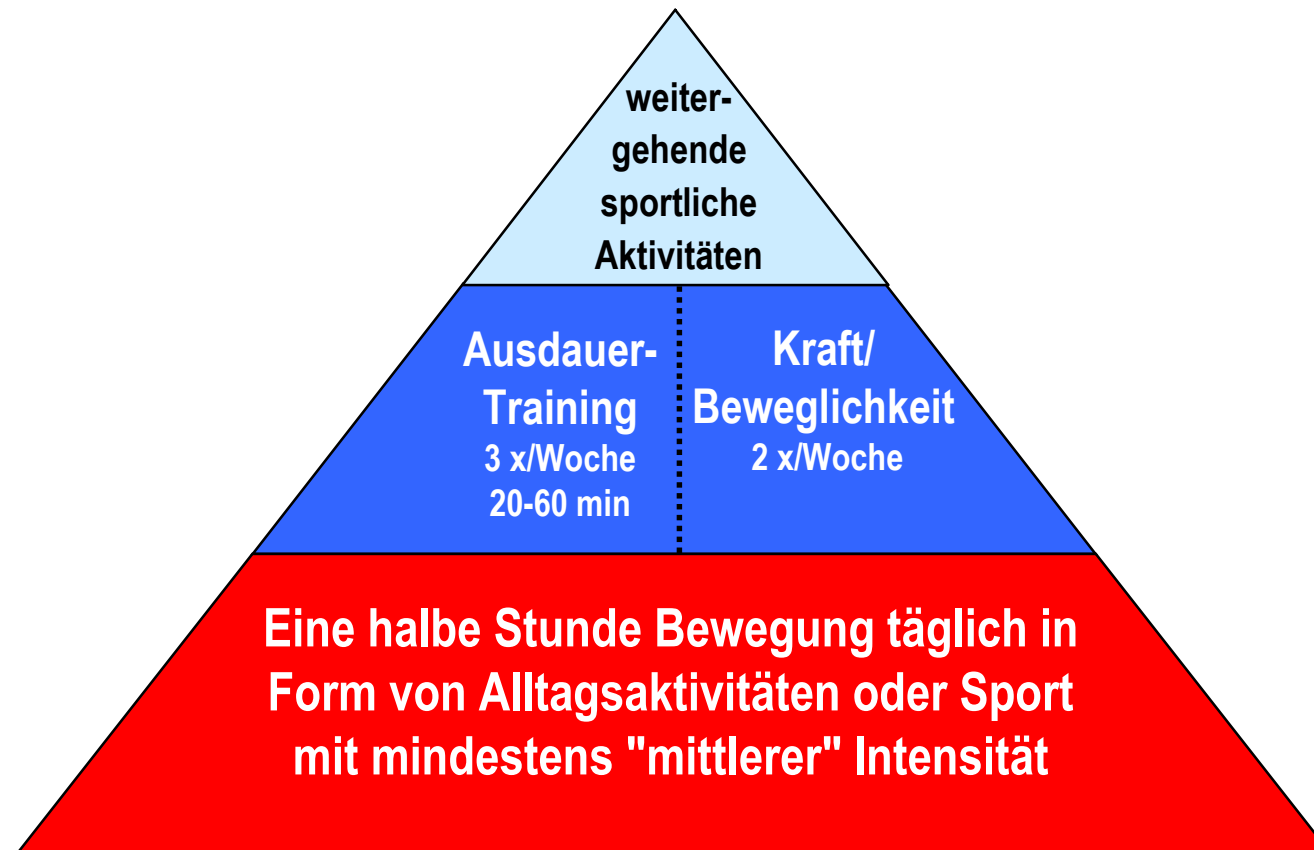 weiter-
gehende
sportliche
Aktivitäten
Ausdauer-
Training
3 x/Woche
20-60 min
Kraft/
Beweglichkeit
2 x/Woche
Eine halbe Stunde Bewegung täglich in
Form von Alltagsaktivitäten oder Sport
mit mindestens "mittlerer" Intensität